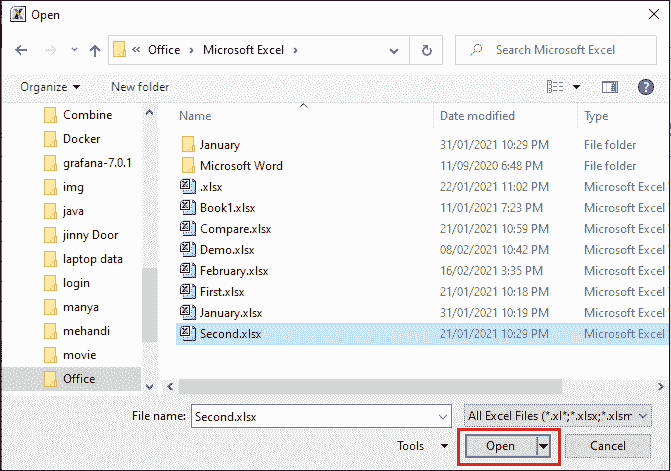 Open
« Office > Microsoft Excel >
Search Microsoft Excel
Organize
New folder
?
Name Date modified Type
Combine
Docker
grafana-7.0.1
img
java
jinny Door
laptop data
login
manya
mehandi
movie
Office
January 31/01/2021 10:29 PM File folder
Microsoft Word 11/09/2020 6:48 PM File folder
.xlsx 22/01/2021 11:02 PM Microsoft Excel
Book1.xlsx 11/01/2021 7:23 PM Microsoft Excel
Compare.xlsx 21/01/2021 10:59 PM Microsoft Excel
Demo.xlsx 08/02/2021 10:42 PM Microsoft Excel
February.xlsx 16/02/2021 3:35 PM Microsoft Excel
First.xlsx 21/01/2021 10:18 PM Microsoft Excel
January.xlsx 31/01/2021 10:19 PM Microsoft Excel
Second.xlsx 21/01/2021 10:29 PM Microsoft Excel
File name: Second.xlsx
All Excel Files (*.xl*;*.xlsx;*.xlsm
Tools Open Cancel